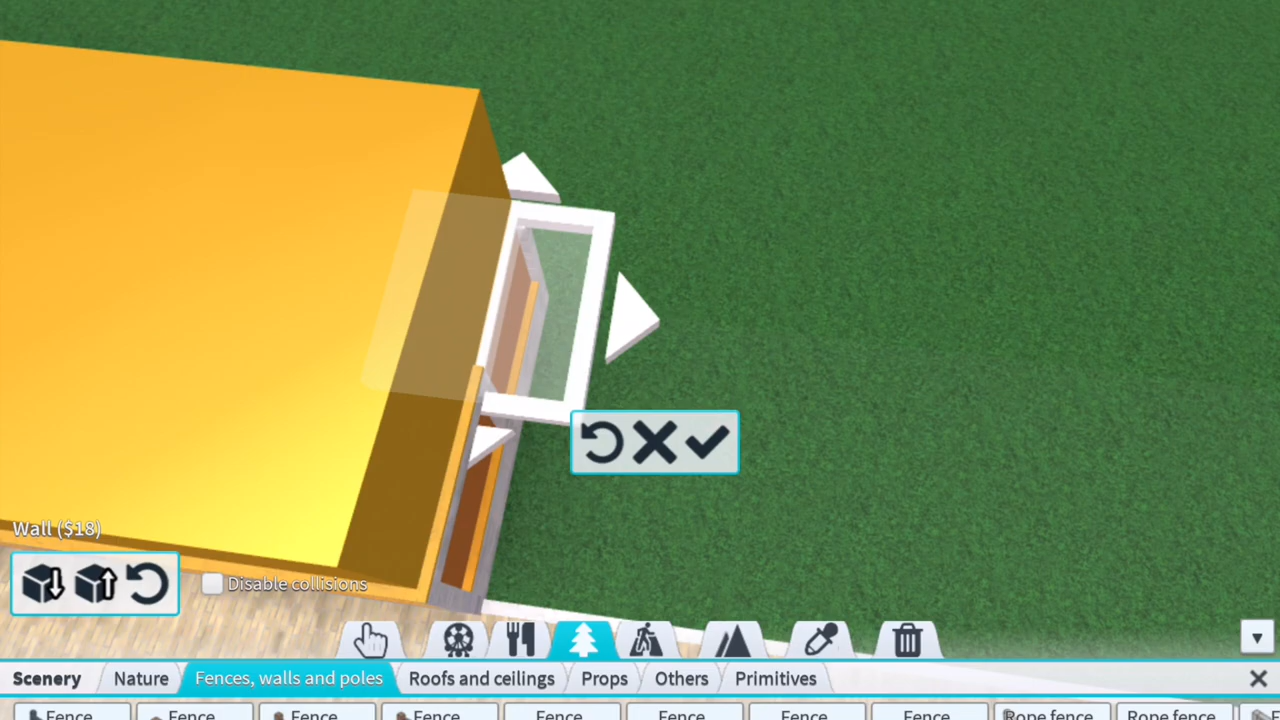 Wall ($18)
Disable collisions
Scenery Nature Fences, walls and poles Roofs and ceilings Props Others Primitives
Fence Fence Fence Fence Fence Fence Fence Fence Rope fence Rope fence